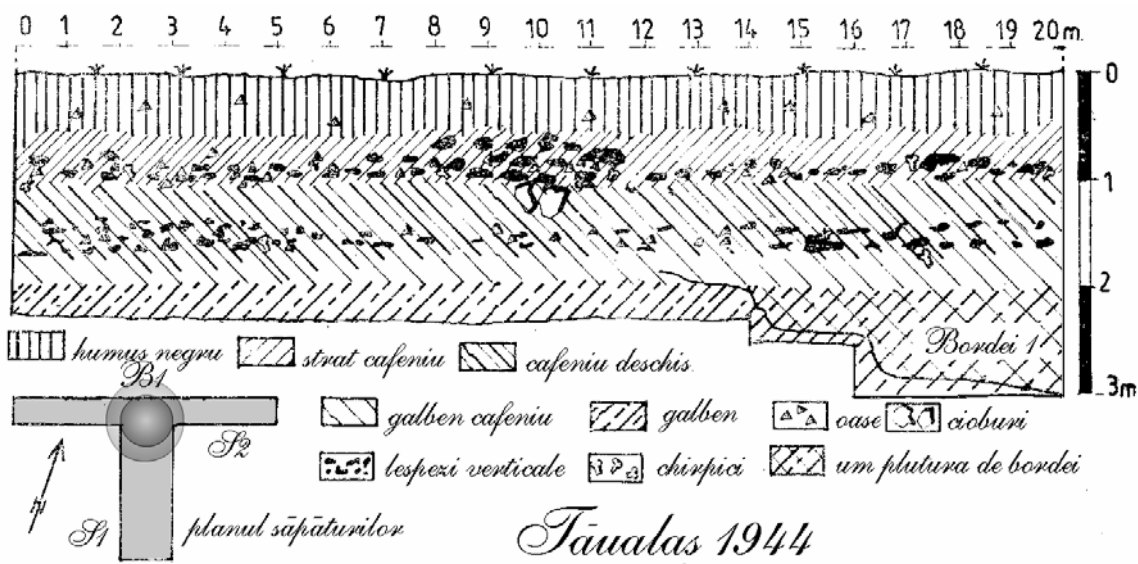 0 1 2 3 4 5 6 7 8 9 10 11 12 13 14 15 16 17 18 19 20 m.
0
1
2
3m
Bordei 1
humus negru strat cafeniu cafeniu deschis
B1
galben cafeniu galben oase cioburi
S2
lespezi verticale chirpici um plutura de bordei
N
S1 planul săpăturilor
Tăualas 1944